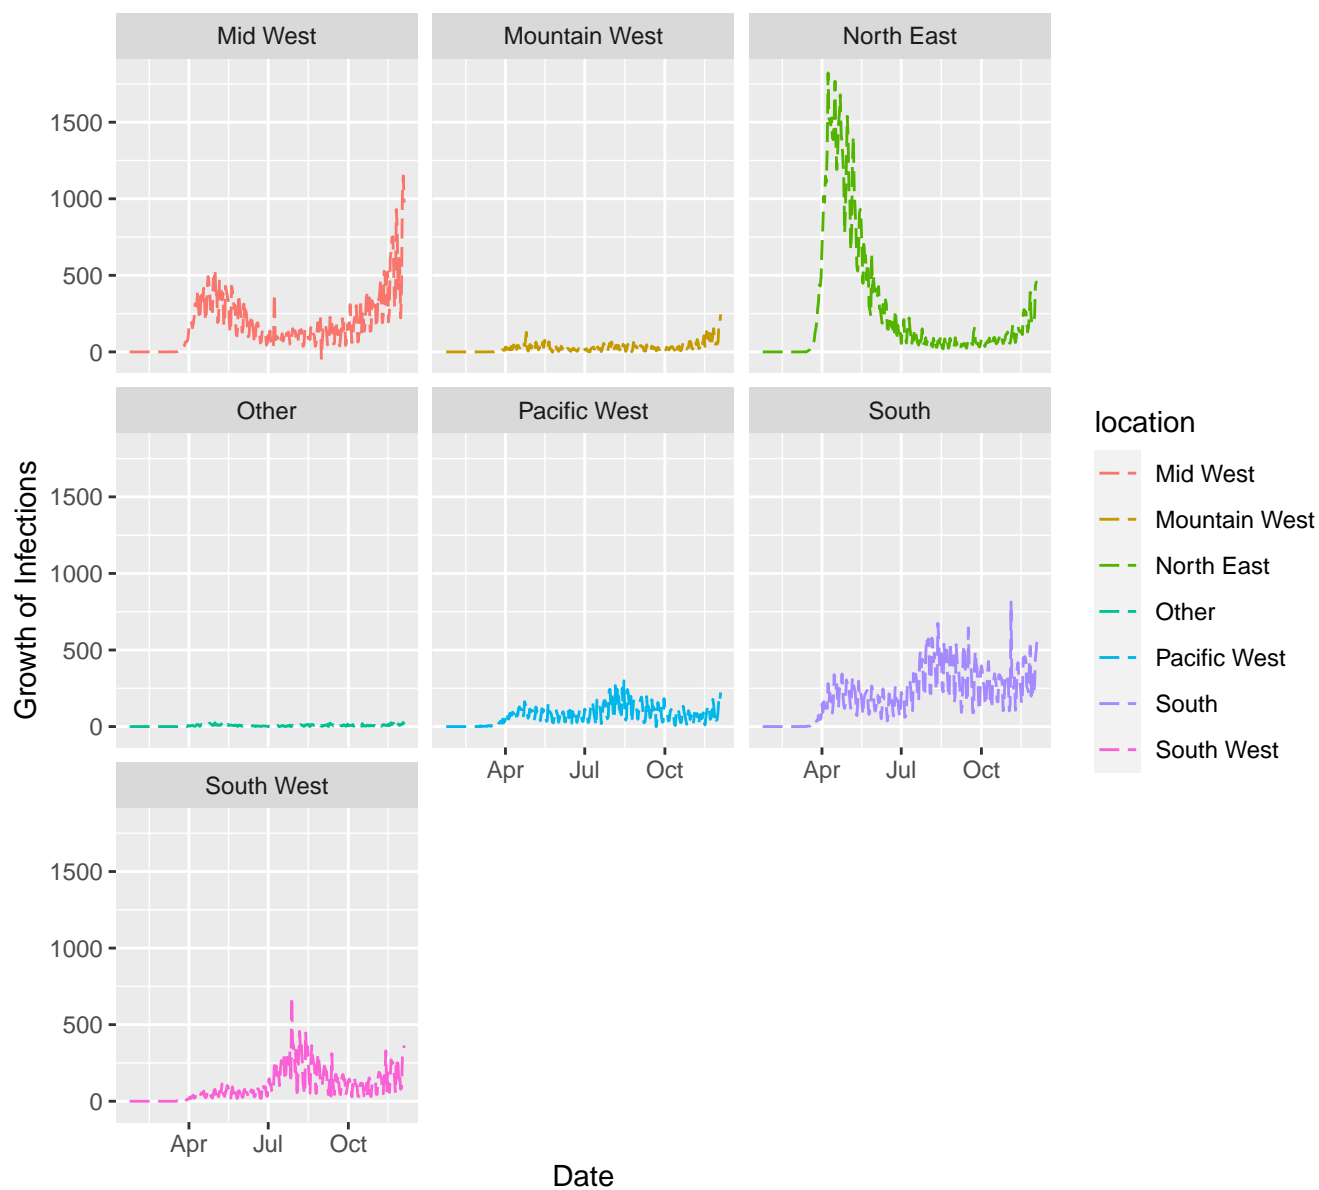 Mid West
Mountain West
North East
1500
1000
500
0
Other
Pacific West
South
1500
1000
500
0
Apr
Jul
Oct
Apr
Jul
Oct
South West
1500
1000
500
0
Apr
Jul
Oct
Growth of Infections
Date
location
Mid West
Mountain West
North East
Other
Pacific West
South
South West